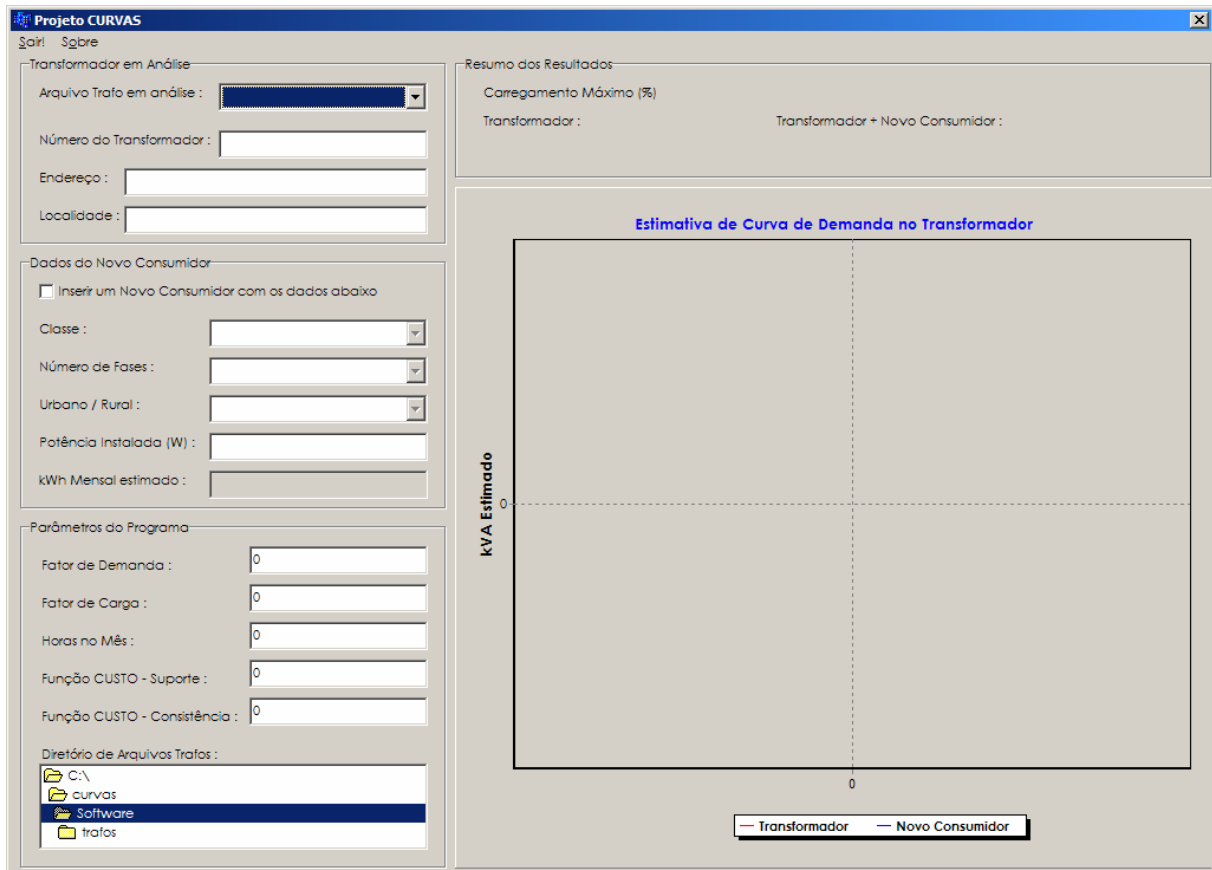 Projeto CURVAS
Sair! Sobre
Transformador em Análise
Arquivo Trafo em análise :
Número do Transformador :
Endereço :
Localidade :
Dados do Novo Consumidor
Inserir um Novo Consumidor com os dados abaixo
Classe :
Número de Fases :
Urbano / Rural :
Potência Instalada (W) :
kWh Mensal estimado :
Parâmetros do Programa
Fator de Demanda : 0
Fator de Carga : 0
Horas no Mês : 0
Função CUSTO - Suporte : 0
Função CUSTO - Consistência : 0
Diretório de Arquivos Trafos :
C:\
curvas
Software
trafos
Resumo dos Resultados
Carregamento Máximo (%)
Transformador : Transformador + Novo Consumidor :
Estimativa de Curva de Demanda no Transformador
kVA Estimado
0
0
Transformador Novo Consumidor